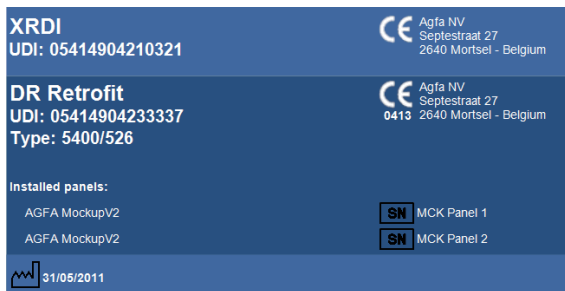 XRDI
UDI: 05414904210321
CE
Agfa NV
Septestraat 27
2640 Mortsel - Belgium
DR Retrofit
UDI: 05414904233337
Type: 5400/526
CE
0413
Agfa NV
Septestraat 27
2640 Mortsel - Belgium
Installed panels:
AGFA MockupV2 SN MCK Panel 1
AGFA MockupV2 SN MCK Panel 2
31/05/2011